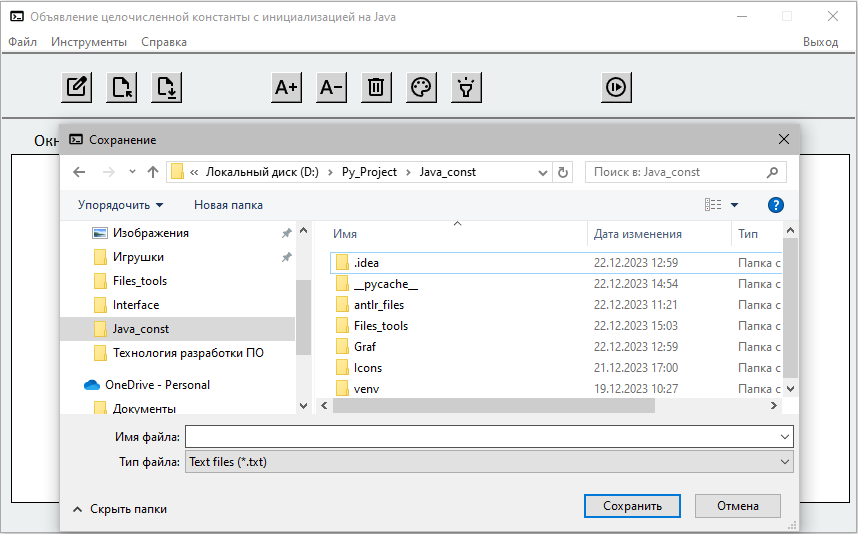 Объявление целочисленной константы с инициализацией на Java
Файл Инструменты Справка Выход
A+ A−
Окн
Сохранение
« Локальный диск (D:) › Py_Project › Java_const
Поиск в: Java_const
Упорядочить Новая папка ?
Имя Дата изменения Тип
Изображения
Игрушки
Files_tools
Interface
Java_const
Технология разработки ПО
OneDrive - Personal
Документы
.idea 22.12.2023 12:59 Папка с
__pycache__ 22.12.2023 14:54 Папка с
antlr_files 22.12.2023 11:21 Папка с
Files_tools 22.12.2023 15:03 Папка с
Graf 22.12.2023 12:59 Папка с
Icons 21.12.2023 17:00 Папка с
venv 19.12.2023 10:27 Папка с
Имя файла:
Тип файла: Text files (*.txt)
Скрыть папки Сохранить Отмена